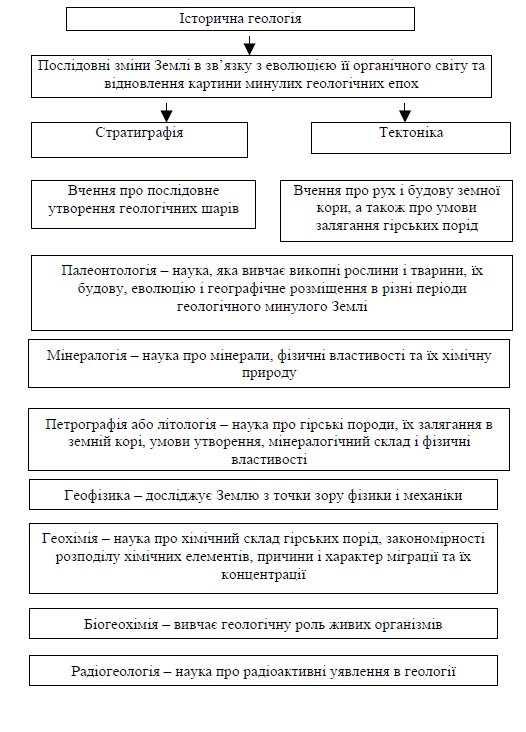 Історична геологія
Послідовні зміни Землі в зв’язку з еволюцією її органічного світу та
відновлення картини минулих геологічних епох
Стратиграфія
Тектоніка
Вчення про послідовне
утворення геологічних шарів
Вчення про рух і будову земної
кори, а також про умови
залягання гірських порід
Палеонтологія – наука, яка вивчає викопні рослини і тварини, їх
будову, еволюцію і географічне розміщення в різні періоди
геологічного минулого Землі
Мінералогія – наука про мінерали, фізичні властивості та їх хімічну
природу
Петрографія або літологія – наука про гірські породи, їх залягання в
земній корі, умови утворення, мінералогічний склад і фізичні
властивості
Геофізика – досліджує Землю з точки зору фізики і механіки
Геохімія – наука про хімічний склад гірських порід, закономірності
розподілу хімічних елементів, причини і характер міграції та їх
концентрації
Біогеохімія – вивчає геологічну роль живих організмів
Радіогеологія – наука про радіоактивні уявлення в геології